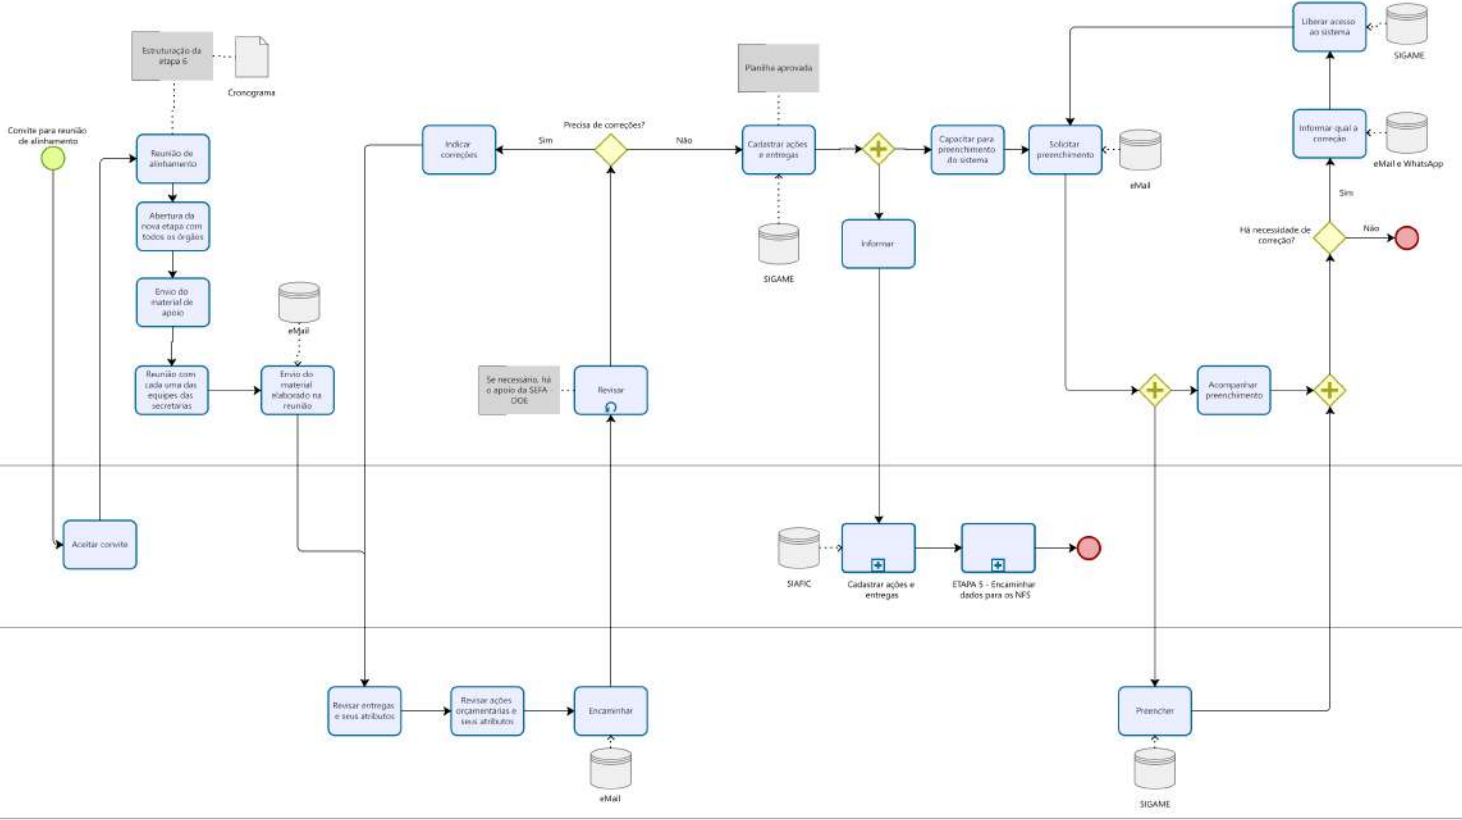 Liberar acesso
ao sistema
SIGAME
Estruturação da
etapa 6
Cronograma
Planilha aprovada
Convite para reunião
de alinhamento
Reunião de
alinhamento
Indicar
correções
Sim
Precisa de correções?
Não
Cadastrar ações
e entregas
Capacitar para
preenchimento
do sistema
Solicitar
preenchimento
eMail
Informar qual a
correção
eMail e WhatsApp
Sim
Abertura da
nova etapa com
todos os órgãos
SIGAME
Informar
Há necessidade de
correção?
Não
Envio do
material de
apoio
eMail
Reunião com
cada uma das
equipes das
secretarias
Envio do
material
elaborado na
reunião
Se necessário, há
o apoio da SEFA
Revisar
Acompanhar
preenchimento
Aceitar convite
SIAFIC
Cadastrar ações e
entregas
ETAPA 5 - Encaminhar
dados para os NFS
Revisar entregas
e seus atributos
Revisar ações
orçamentárias e
seus atributos
Encaminhar
eMail
Preencher
SIGAME